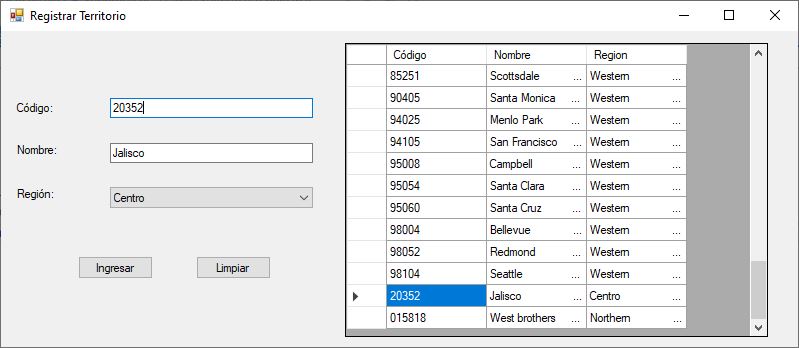 Registrar Territorio
Código: 20352
Nombre: Jalisco
Región: Centro
Ingresar Limpiar
Código Nombre Region
85251 Scottsdale ... Western ...
90405 Santa Monica ... Western ...
94025 Menlo Park ... Western ...
94105 San Francisco ... Western ...
95008 Campbell ... Western ...
95054 Santa Clara ... Western ...
95060 Santa Cruz ... Western ...
98004 Bellevue ... Western ...
98052 Redmond ... Western ...
98104 Seattle ... Western ...
20352 Jalisco ... Centro ...
015818 West brothers ... Northern ...